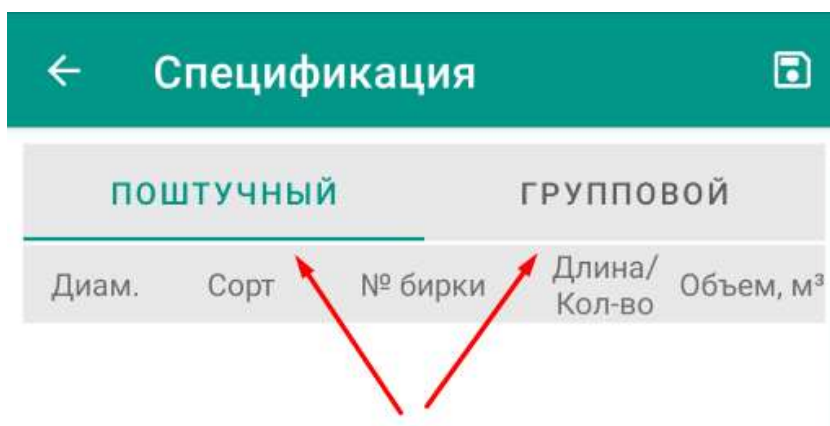 Спецификация
ПОШТУЧНЫЙ ГРУППОВОЙ
Диам. Сорт № бирки Длина/ Кол-во Объем, м³